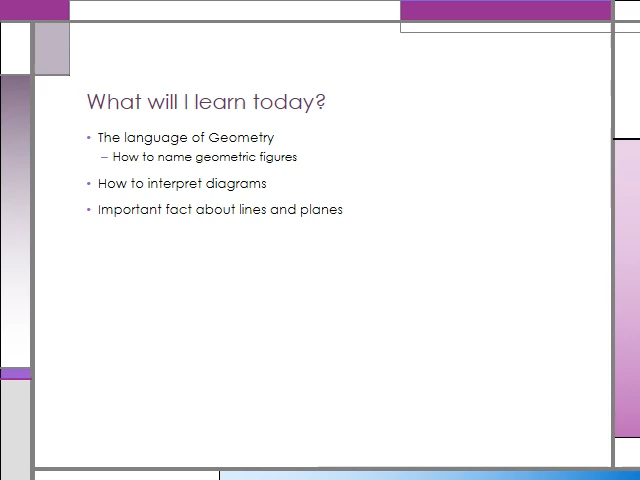 What will I learn today?
• The language of Geometry
– How to name geometric figures
• How to interpret diagrams
• Important fact about lines and planes